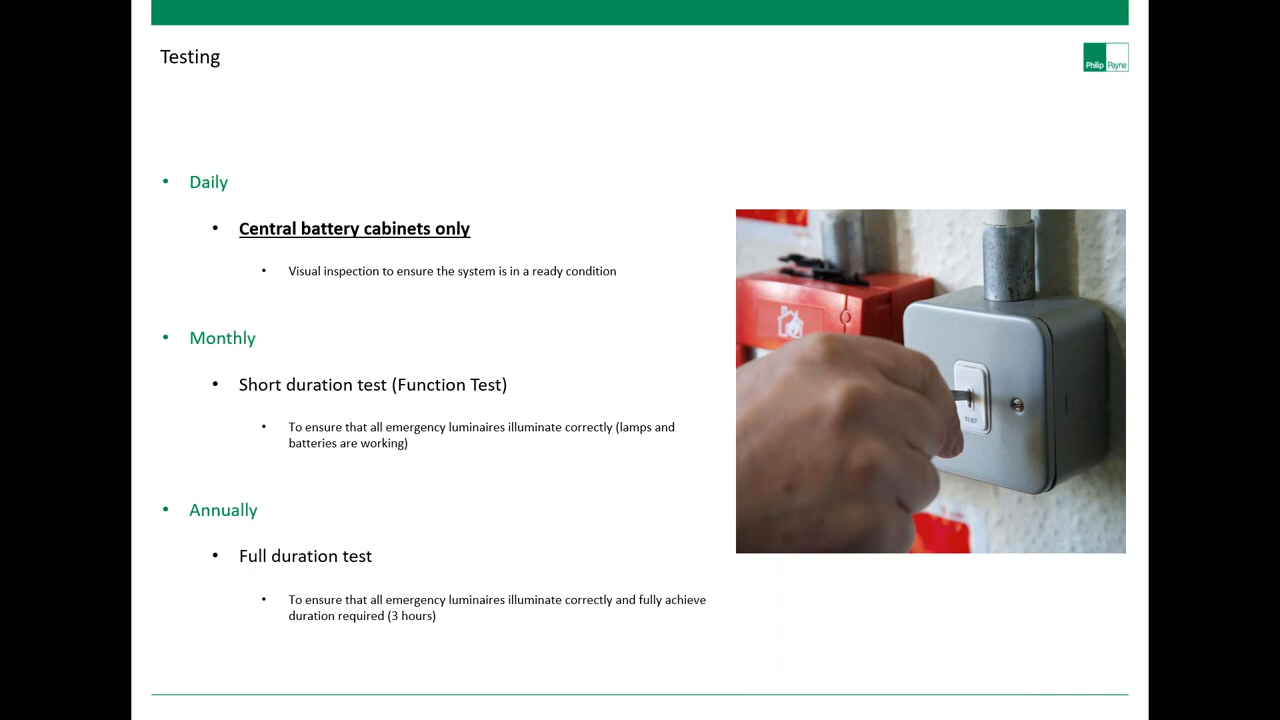 Testing
Philip Payne
• Daily
• Central battery cabinets only
• Visual inspection to ensure the system is in a ready condition
• Monthly
• Short duration test (Function Test)
• To ensure that all emergency luminaires illuminate correctly (lamps and
batteries are working)
TEST
• Annually
• Full duration test
• To ensure that all emergency luminaires illuminate correctly and fully achieve
duration required (3 hours)